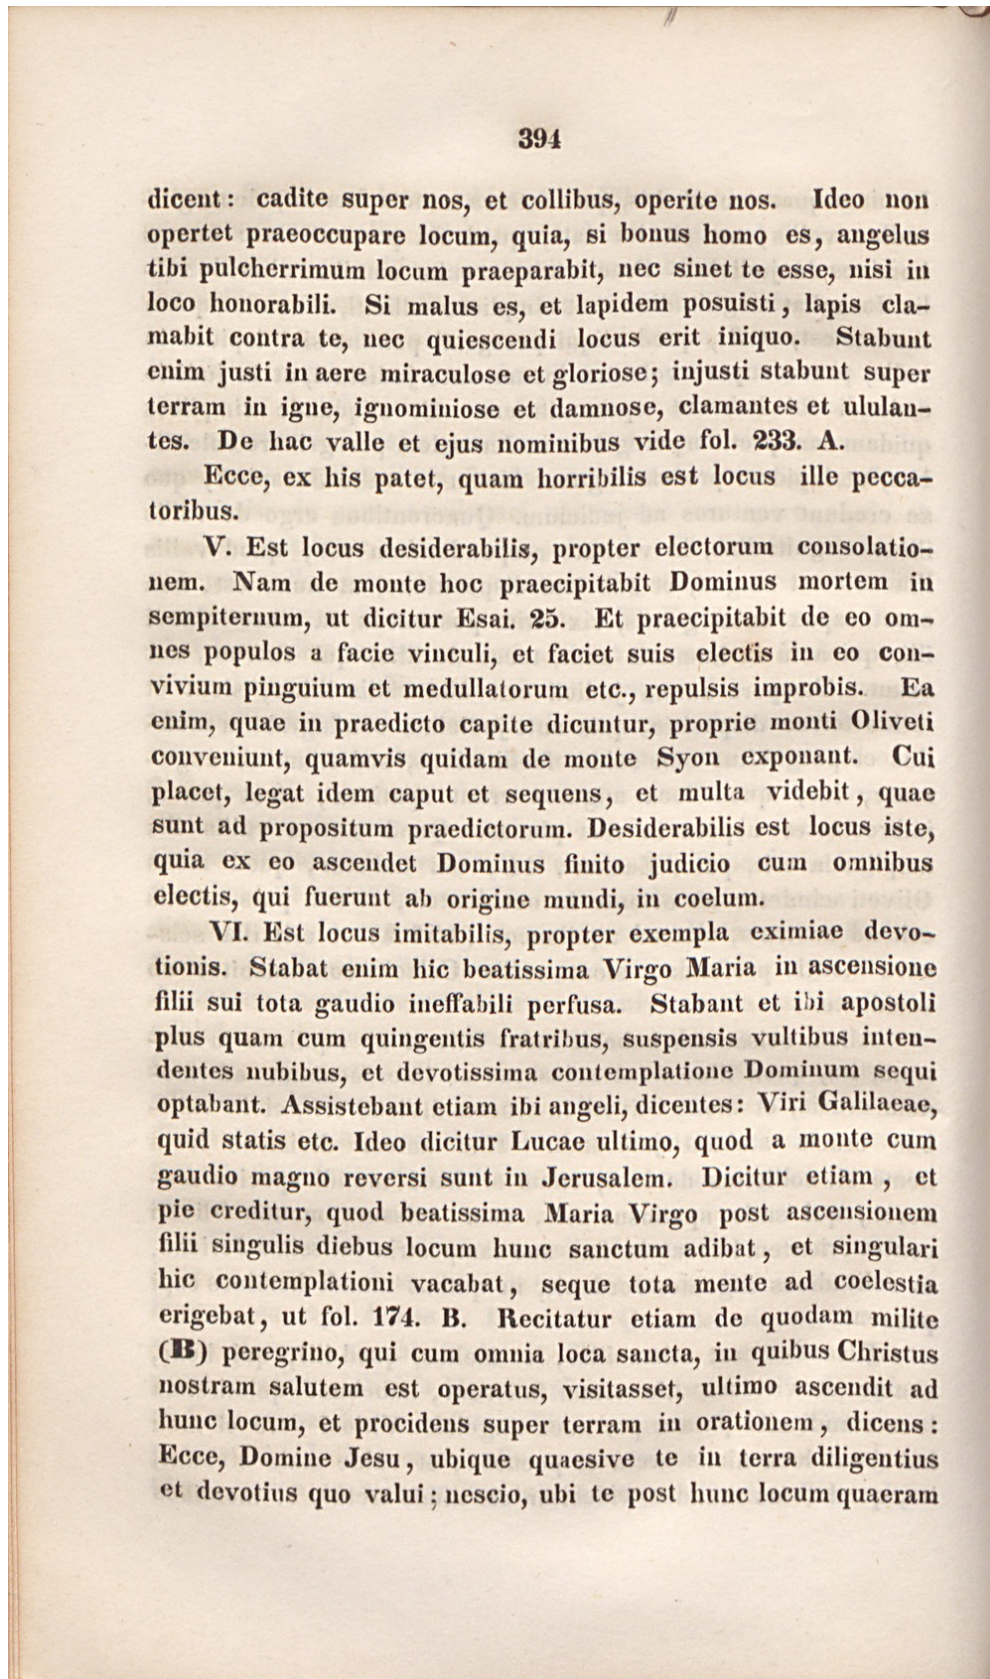 394
dicent: cadite super nos, et collibus, operite nos. Ideo non
opertet praeoccupare locum, quia, si bonus homo es, angelus
tibi pulcherrimum locum praeparabit, nec sinet te esse, nisi in
loco honorabili. Si malus es, et lapidem posuisti, lapis cla-
mabit contra te, nec quiescendi locus erit iniquo. Stabunt
enim justi in aere miraculose et gloriose; injusti stabunt super
terram in igne, ignominiose et damnose, clamantes et ululan-
tes. De hac valle et ejus nominibus vide fol. 233. A.
Ecce, ex his patet, quam horribilis est locus ille pecca-
toribus.
V. Est locus desiderabilis, propter electorum consolatio-
nem. Nam de monte hoc praecipitabit Dominus mortem in
sempiternum, ut dicitur Esai. 25. Et praecipitabit de eo om-
nes populos a facie vinculi, et faciet suis electis in eo con-
vivium pinguium et medullatorum etc., repulsis improbis. Ea
enim, quae in praedicto capite dicuntur, proprie monti Oliveti
conveniunt, quamvis quidam de monte Syon exponant. Cui
placet, legat idem caput et sequens, et multa videbit, quae
sunt ad propositum praedictorum. Desiderabilis est locus iste,
quia ex eo ascendet Dominus finito judicio cum omnibus
electis, qui fuerunt ab origine mundi, in coelum.
VI. Est locus imitabilis, propter exempla eximiae devo-
tionis. Stabat enim hic beatissima Virgo Maria in ascensione
filii sui tota gaudio ineffabili perfusa. Stabant et ibi apostoli
plus quam cum quingentis fratribus, suspensis vultibus inten-
dentes nubibus, et devotissima contemplatione Dominum sequi
optabant. Assistebant etiam ibi angeli, dicentes: Viri Galilaeae,
quid statis etc. Ideo dicitur Lucae ultimo, quod a monte cum
gaudio magno reversi sunt in Jerusalem. Dicitur etiam, et
pie creditur, quod beatissima Maria Virgo post ascensionem
filii singulis diebus locum hunc sanctum adibat, et singulari
hic contemplationi vacabat, seque tota mente ad coelestia
erigebat, ut fol. 174. B. Recitatur etiam de quodam milite
(B) peregrino, qui cum omnia loca sancta, in quibus Christus
nostram salutem est operatus, visitasset, ultimo ascendit ad
hunc locum, et procidens super terram in orationem, dicens:
Ecce, Domine Jesu, ubique quaesive te in terra diligentius
et devotius quo valui; nescio, ubi te post hunc locum quaeram